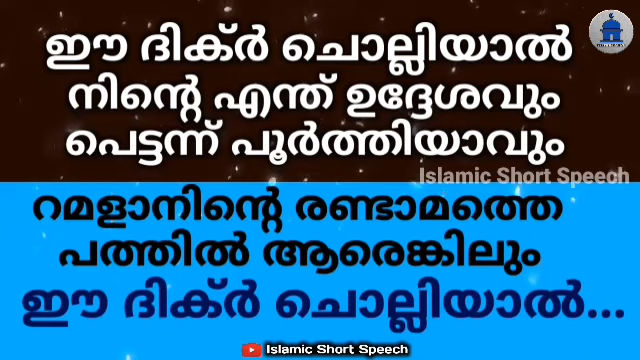 ഈ ദിക്ർ ചൊല്ലിയാൽ
നിന്റെ എന്ത് ഉദ്ദേശവും
പെട്ടന്ന് പൂർത്തിയാവും
Islamic Short Speech
റമളാനിന്റെ രണ്ടാമത്തെ
പത്തിൽ ആരെങ്കിലും
ഈ ദിക്ർ ചൊല്ലിയാൽ...
Islamic Short Speech